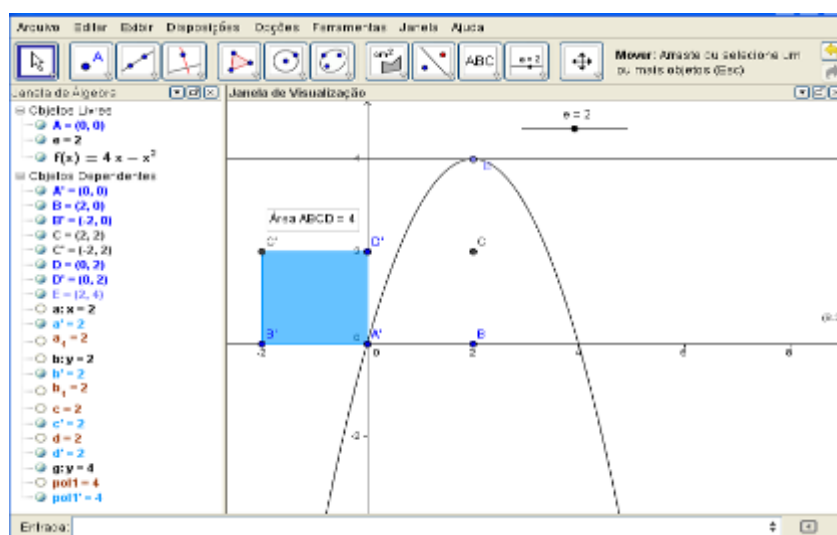 Arquivo Editar Exibir Disposições Opções Ferramentas Janela Ajuda
A
a=2
ABC
Mover: Arraste ou selecione um
ou mais objetos (Esc)
Janela de Álgebra
Objetos Livres
A = (0, 0)
e = 2
f(x) = 4 x − x²
Objetos Dependentes
A' = (0, 0)
B = (2, 0)
B' = (-2, 0)
C = (2, 2)
C' = (-2, 2)
D = (0, 2)
D' = (0, 2)
E = (2, 4)
a: x = 2
a' = 2
a₁ = 2
b: y = 2
b' = 2
b₁ = 2
c = 2
c' = 2
d = 2
d' = 2
g: y = 4
pol1 = 4
pol1' = 4
Janela de Visualização
e = 2
4
Área ABCD = 4
C'
2
D'
C
B'
0
A'
B
-2
0
2
4
6
8
-2
Entrada: